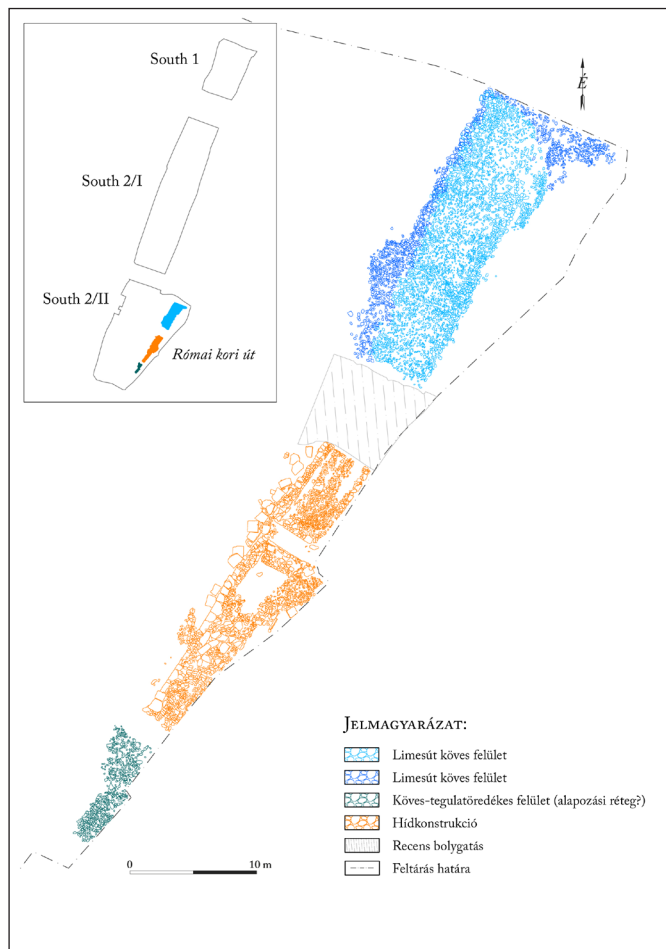 South 1
South 2/I
South 2/II
Római kori út
É
JELMAGYARÁZAT:
Limesút köves felület
Limesút köves felület
Köves-tegulatöredékes felület (alapozási réteg?)
Hídkonstrukció
Recens bolygatás
Feltárás határa
0 10 m